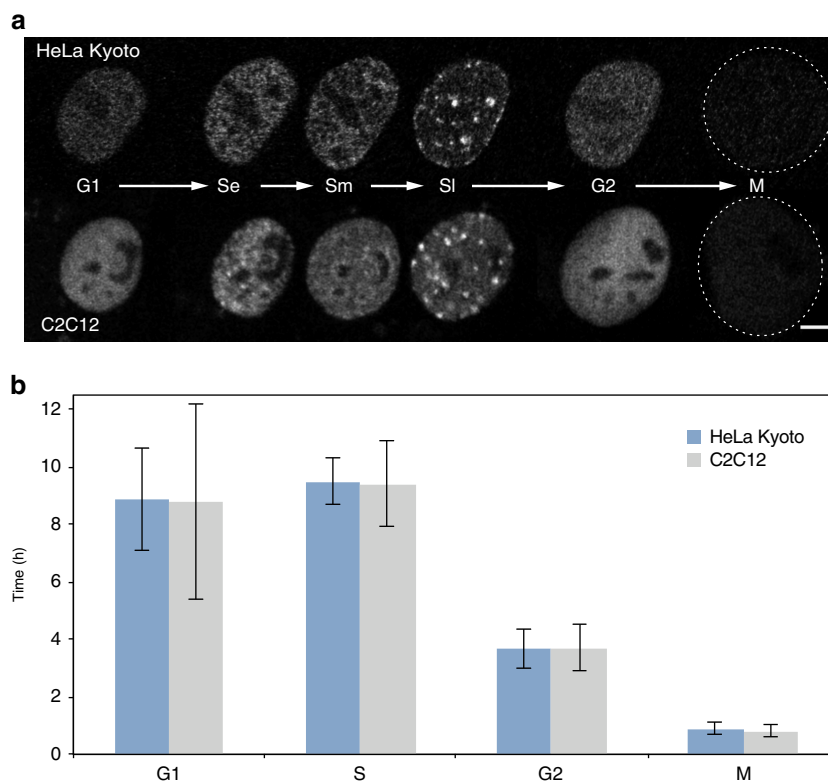 a
HeLa Kyoto
G1 Se Sm Sl G2 M
C2C12
b
12
10
8
6
4
2
0
Time (h)
HeLa Kyoto
C2C12
G1 S G2 M